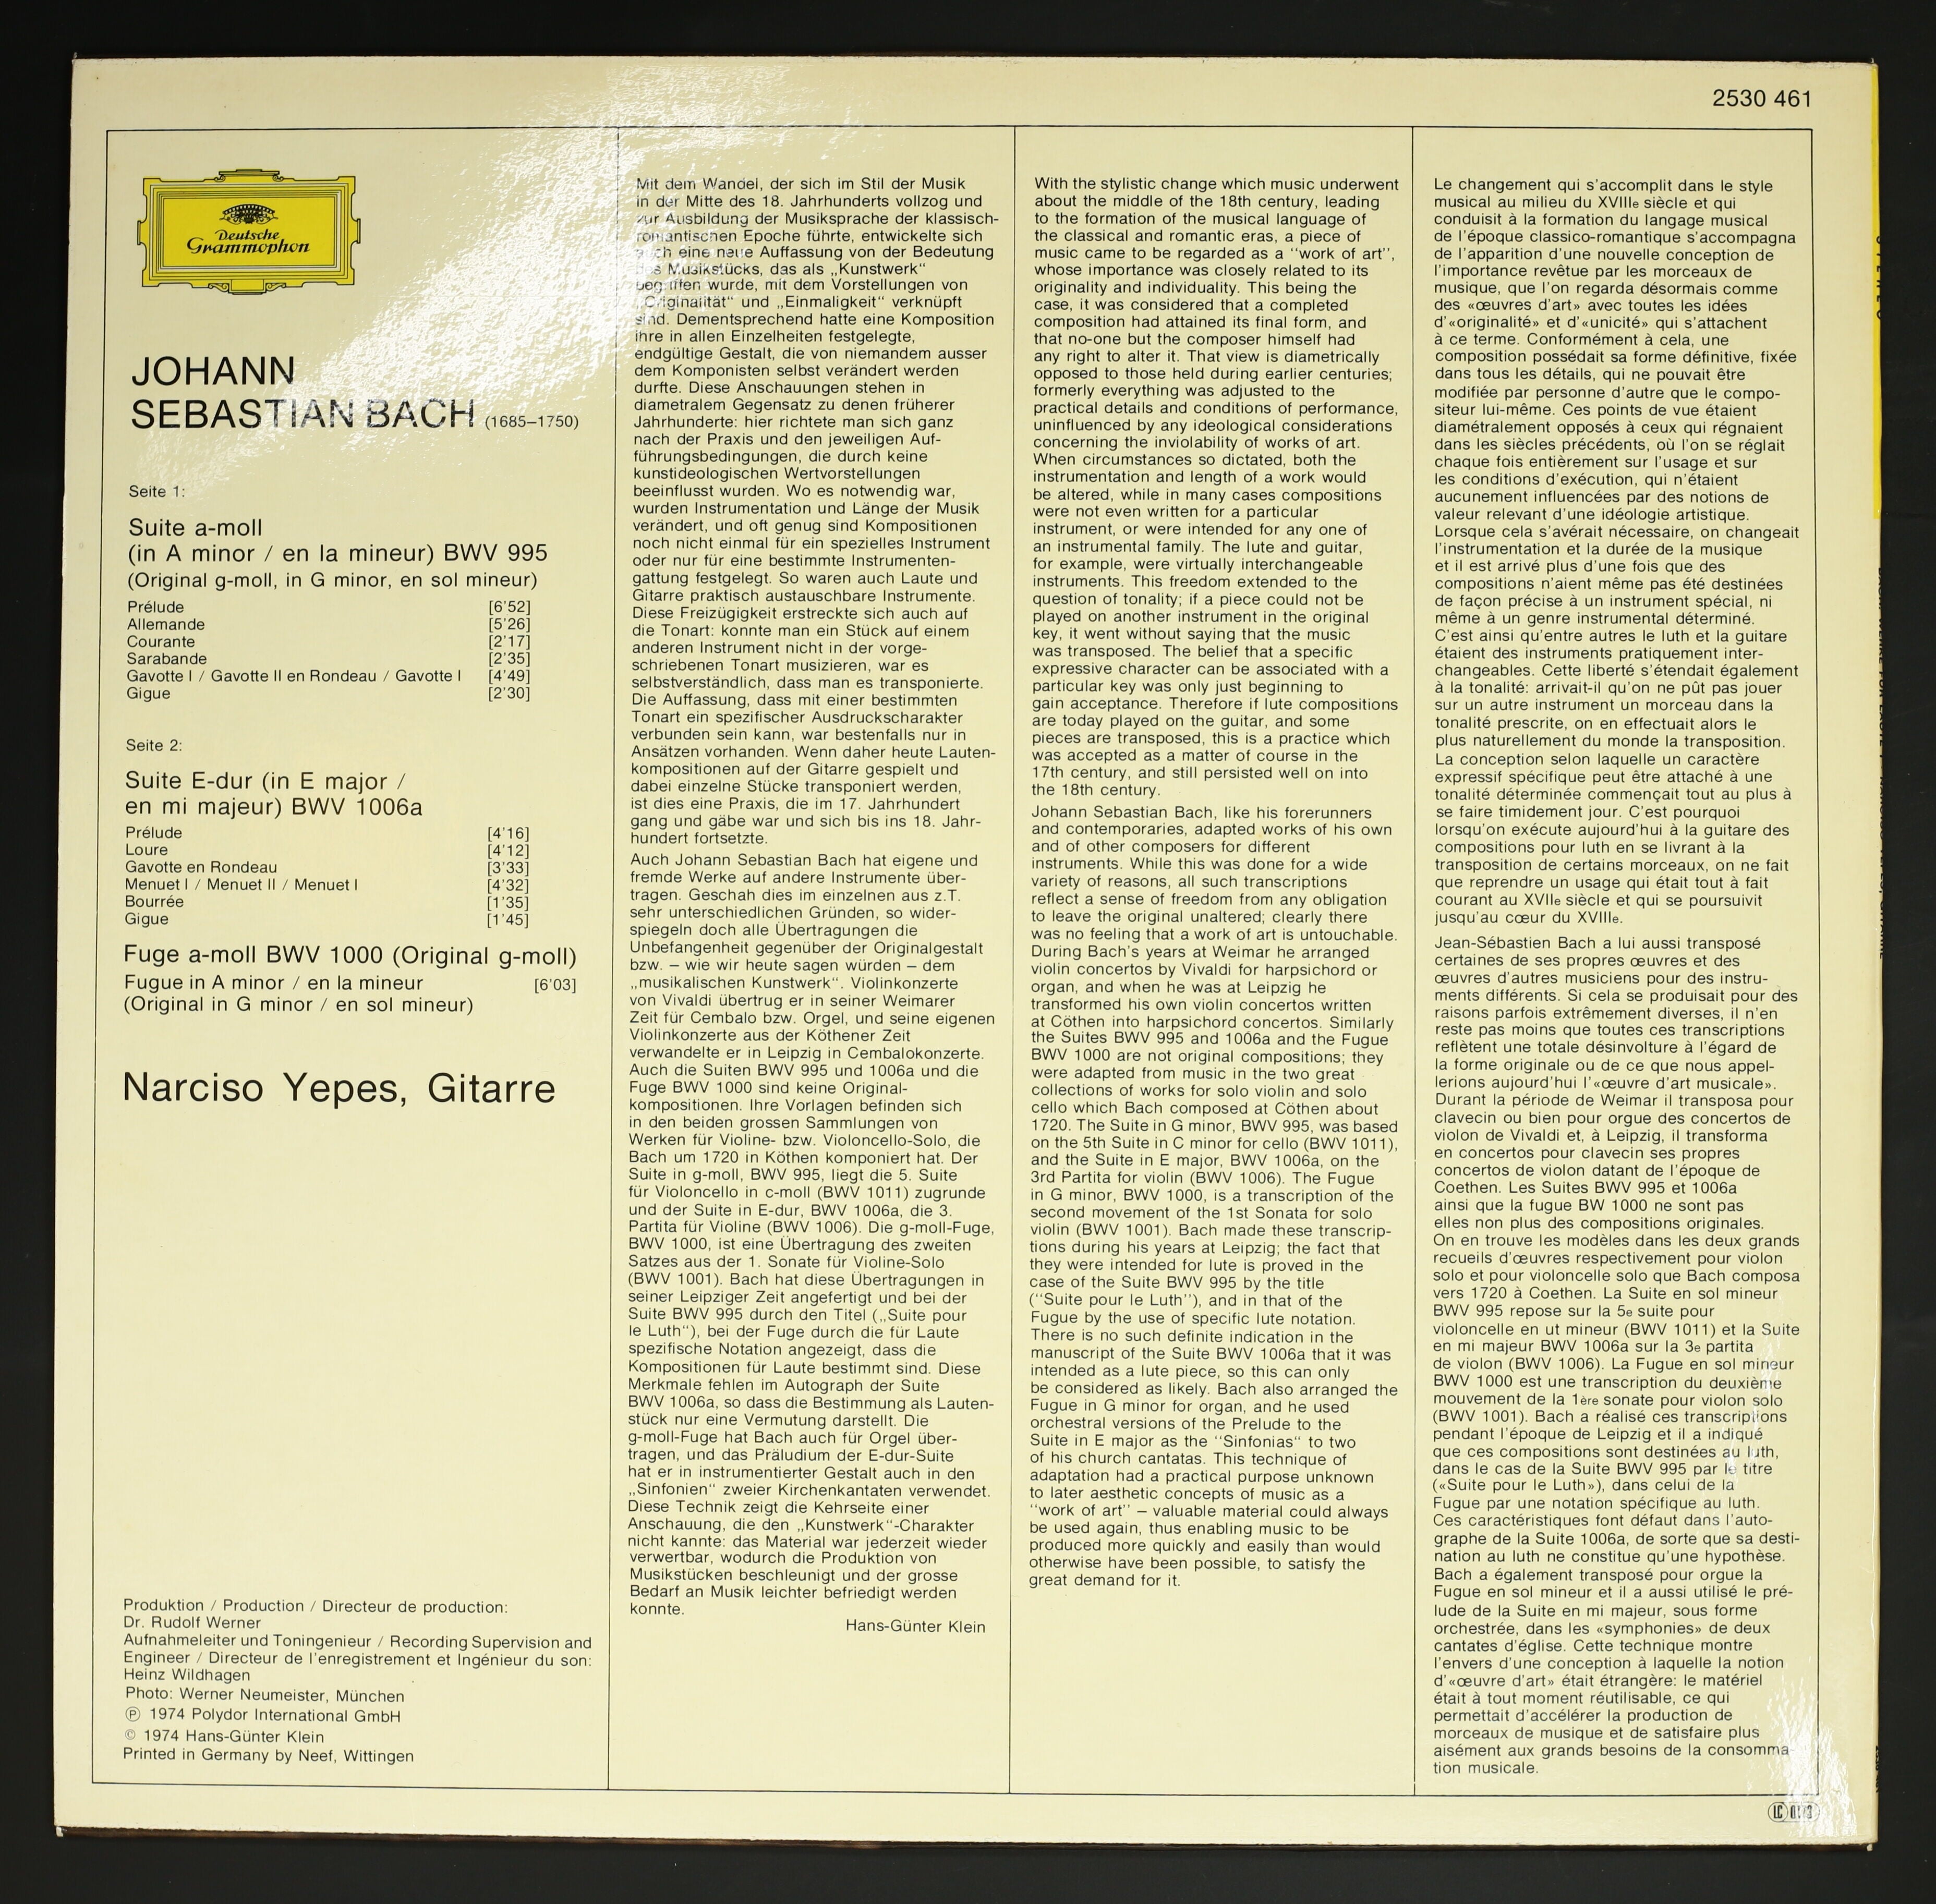 2530 461
Deutsche
Grammophon
JOHANN
SEBASTIAN BACH (1685–1750)
Seite 1:
Suite a-moll
(in A minor / en la mineur) BWV 995
(Original g-moll, in G minor, en sol mineur)
Prélude [6'52]
Allemande [5'26]
Courante [2'17]
Sarabande [2'35]
Gavotte I / Gavotte II en Rondeau / Gavotte I [4'49]
Gigue [2'30]
Seite 2:
Suite E-dur (in E major /
en mi majeur) BWV 1006a
Prélude [4'16]
Loure [4'12]
Gavotte en Rondeau [3'33]
Menuet I / Menuet II / Menuet I [4'32]
Bourrée [1'35]
Gigue [1'45]
Fuge a-moll BWV 1000 (Original g-moll)
Fugue in A minor / en la mineur [6'03]
(Original in G minor / en sol mineur)
Narciso Yepes, Gitarre
Produktion / Production / Directeur de production:
Dr. Rudolf Werner
Aufnahmeleiter und Toningenieur / Recording Supervision and
Engineer / Directeur de l'enregistrement et Ingénieur du son:
Heinz Wildhagen
Photo: Werner Neumeister, München
Ⓟ 1974 Polydor International GmbH
© 1974 Hans-Günter Klein
Printed in Germany by Neef, Wittingen
Mit dem Wandel, der sich im Stil der Musik
in der Mitte des 18. Jahrhunderts vollzog und
zur Ausbildung der Musiksprache der klassisch-
romantischen Epoche führte, entwickelte sich
auch eine neue Auffassung von der Bedeutung
des Musikstücks, das als „Kunstwerk“
begriffen wurde, mit dem Vorstellungen von
„Originalität“ und „Einmaligkeit“ verknüpft
sind. Dementsprechend hatte eine Komposition
ihre in allen Einzelheiten festgelegte,
endgültige Gestalt, die von niemandem ausser
dem Komponisten selbst verändert werden
durfte. Diese Anschauungen stehen in
diametralem Gegensatz zu denen früherer
Jahrhunderte: hier richtete man sich ganz
nach der Praxis und den jeweiligen Auf-
führungsbedingungen, die durch keine
kunstideologischen Wertvorstellungen
beeinflusst wurden. Wo es notwendig war,
wurden Instrumentation und Länge der Musik
verändert, und oft genug sind Kompositionen
noch nicht einmal für ein spezielles Instrument
oder nur für eine bestimmte Instrumenten-
gattung festgelegt. So waren auch Laute und
Gitarre praktisch austauschbare Instrumente.
Diese Freizügigkeit erstreckte sich auch auf
die Tonart: konnte man ein Stück auf einem
anderen Instrument nicht in der vorge-
schriebenen Tonart musizieren, war es
selbstverständlich, dass man es transponierte.
Die Auffassung, dass mit einer bestimmten
Tonart ein spezifischer Ausdruckscharakter
verbunden sein kann, war bestenfalls nur in
Ansätzen vorhanden. Wenn daher heute Lauten-
kompositionen auf der Gitarre gespielt und
dabei einzelne Stücke transponiert werden,
ist dies eine Praxis, die im 17. Jahrhundert
gang und gäbe war und sich bis ins 18. Jahr-
hundert fortsetzte.
Auch Johann Sebastian Bach hat eigene und
fremde Werke auf andere Instrumente über-
tragen. Geschah dies im einzelnen aus z.T.
sehr unterschiedlichen Gründen, so wider-
spiegeln doch alle Übertragungen die
Unbefangenheit gegenüber der Originalgestalt
bzw. – wie wir heute sagen würden – dem
„musikalischen Kunstwerk“. Violinkonzerte
von Vivaldi übertrug er in seiner Weimarer
Zeit für Cembalo bzw. Orgel, und seine eigenen
Violinkonzerte aus der Köthener Zeit
verwandelte er in Leipzig in Cembalokonzerte.
Auch die Suiten BWV 995 und 1006a und die
Fuge BWV 1000 sind keine Original-
kompositionen. Ihre Vorlagen befinden sich
in den beiden grossen Sammlungen von
Werken für Violine- bzw. Violoncello-Solo, die
Bach um 1720 in Köthen komponiert hat. Der
Suite in g-moll, BWV 995, liegt die 5. Suite
für Violoncello in c-moll (BWV 1011) zugrunde
und der Suite in E-dur, BWV 1006a, die 3.
Partita für Violine (BWV 1006). Die g-moll-Fuge,
BWV 1000, ist eine Übertragung des zweiten
Satzes aus der 1. Sonate für Violine-Solo
(BWV 1001). Bach hat diese Übertragungen in
seiner Leipziger Zeit angefertigt und bei der
Suite BWV 995 durch den Titel („Suite pour
le Luth“), bei der Fuge durch die für Laute
spezifische Notation angezeigt, dass die
Kompositionen für Laute bestimmt sind. Diese
Merkmale fehlen im Autograph der Suite
BWV 1006a, so dass die Bestimmung als Lauten-
stück nur eine Vermutung darstellt. Die
g-moll-Fuge hat Bach auch für Orgel über-
tragen, und das Präludium der E-dur-Suite
hat er in instrumentierter Gestalt auch in den
„Sinfonien“ zweier Kirchenkantaten verwendet.
Diese Technik zeigt die Kehrseite einer
Anschauung, die den „Kunstwerk“-Charakter
nicht kannte: das Material war jederzeit wieder
verwertbar, wodurch die Produktion von
Musikstücken beschleunigt und der grosse
Bedarf an Musik leichter befriedigt werden
konnte.
Hans-Günter Klein
With the stylistic change which music underwent
about the middle of the 18th century, leading
to the formation of the musical language of
the classical and romantic eras, a piece of
music came to be regarded as a “work of art”,
whose importance was closely related to its
originality and individuality. This being the
case, it was considered that a completed
composition had attained its final form, and
that no-one but the composer himself had
any right to alter it. That view is diametrically
opposed to those held during earlier centuries;
formerly everything was adjusted to the
practical details and conditions of performance,
uninfluenced by any ideological considerations
concerning the inviolability of works of art.
When circumstances so dictated, both the
instrumentation and length of a work would
be altered, while in many cases compositions
were not even written for a particular
instrument, or were intended for any one of
an instrumental family. The lute and guitar,
for example, were virtually interchangeable
instruments. This freedom extended to the
question of tonality; if a piece could not be
played on another instrument in the original
key, it went without saying that the music
was transposed. The belief that a specific
expressive character can be associated with a
particular key was only just beginning to
gain acceptance. Therefore if lute compositions
are today played on the guitar, and some
pieces are transposed, this is a practice which
was accepted as a matter of course in the
17th century, and still persisted well on into
the 18th century.
Johann Sebastian Bach, like his forerunners
and contemporaries, adapted works of his own
and of other composers for different
instruments. While this was done for a wide
variety of reasons, all such transcriptions
reflect a sense of freedom from any obligation
to leave the original unaltered; clearly there
was no feeling that a work of art is untouchable.
During Bach's years at Weimar he arranged
violin concertos by Vivaldi for harpsichord or
organ, and when he was at Leipzig he
transformed his own violin concertos written
at Cöthen into harpsichord concertos. Similarly
the Suites BWV 995 and 1006a and the Fugue
BWV 1000 are not original compositions; they
were adapted from music in the two great
collections of works for solo violin and solo
cello which Bach composed at Cöthen about
1720. The Suite in G minor, BWV 995, was based
on the 5th Suite in C minor for cello (BWV 1011),
and the Suite in E major, BWV 1006a, on the
3rd Partita for violin (BWV 1006). The Fugue
in G minor, BWV 1000, is a transcription of the
second movement of the 1st Sonata for solo
violin (BWV 1001). Bach made these transcrip-
tions during his years at Leipzig; the fact that
they were intended for lute is proved in the
case of the Suite BWV 995 by the title
(“Suite pour le Luth”), and in that of the
Fugue by the use of specific lute notation.
There is no such definite indication in the
manuscript of the Suite BWV 1006a that it was
intended as a lute piece, so this can only
be considered as likely. Bach also arranged the
Fugue in G minor for organ, and he used
orchestral versions of the Prelude to the
Suite in E major as the “Sinfonias“ to two
of his church cantatas. This technique of
adaptation had a practical purpose unknown
to later aesthetic concepts of music as a
“work of art” – valuable material could always
be used again, thus enabling music to be
produced more quickly and easily than would
otherwise have been possible, to satisfy the
great demand for it.
Le changement qui s'accomplit dans le style
musical au milieu du XVIIIe siècle et qui
conduisit à la formation du langage musical
de l'époque classico-romantique s'accompagna
de l'apparition d'une nouvelle conception de
l'importance revêtue par les morceaux de
musique, que l'on regarda désormais comme
des «œuvres d'art» avec toutes les idées
d'«originalité» et d'«unicité» qui s'attachent
à ce terme. Conformément à cela, une
composition possédait sa forme définitive, fixée
dans tous les détails, qui ne pouvait être
modifiée par personne d'autre que le compo-
siteur lui-même. Ces points de vue étaient
diamétralement opposés à ceux qui régnaient
dans les siècles précédents, où l'on se réglait
chaque fois entièrement sur l'usage et sur
les conditions d'exécution, qui n'étaient
aucunement influencées par des notions de
valeur relevant d'une idéologie artistique.
Lorsque cela s'avérait nécessaire, on changeait
l'instrumentation et la durée de la musique
et il est arrivé plus d'une fois que des
compositions n'aient même pas été destinées
de façon précise à un instrument spécial, ni
même à un genre instrumental déterminé.
C'est ainsi qu'entre autres le luth et la guitare
étaient des instruments pratiquement inter-
changeables. Cette liberté s'étendait également
à la tonalité: arrivait-il qu'on ne pût pas jouer
sur un autre instrument un morceau dans la
tonalité prescrite, on en effectuait alors le
plus naturellement du monde la transposition.
La conception selon laquelle un caractère
expressif spécifique peut être attaché à une
tonalité déterminée commençait tout au plus à
se faire timidement jour. C'est pourquoi
lorsqu'on exécute aujourd'hui à la guitare des
compositions pour luth en se livrant à la
transposition de certains morceaux, on ne fait
que reprendre un usage qui était tout à fait
courant au XVIIe siècle et qui se poursuivit
jusqu'au cœur du XVIIIe.
Jean-Sébastien Bach a lui aussi transposé
certaines de ses propres œuvres et des
œuvres d'autres musiciens pour des instru-
ments différents. Si cela se produisait pour des
raisons parfois extrêmement diverses, il n'en
reste pas moins que toutes ces transcriptions
reflètent une totale désinvolture à l'égard de
la forme originale ou de ce que nous appel-
lerions aujourd'hui l'«œuvre d'art musicale».
Durant la période de Weimar il transposa pour
clavecin ou bien pour orgue des concertos de
violon de Vivaldi et, à Leipzig, il transforma
en concertos pour clavecin ses propres
concertos de violon datant de l'époque de
Coethen. Les Suites BWV 995 et 1006a
ainsi que la fugue BW 1000 ne sont pas
elles non plus des compositions originales.
On en trouve les modèles dans les deux grands
recueils d'œuvres respectivement pour violon
solo et pour violoncelle solo que Bach composa
vers 1720 à Coethen. La Suite en sol mineur
BWV 995 repose sur la 5e suite pour
violoncelle en ut mineur (BWV 1011) et la Suite
en mi majeur BWV 1006a sur la 3e partita
de violon (BWV 1006). La Fugue en sol mineur
BWV 1000 est une transcription du deuxième
mouvement de la 1ère sonate pour violon solo
(BWV 1001). Bach a réalisé ces transcriptions
pendant l'époque de Leipzig et il a indiqué
que ces compositions sont destinées au luth,
dans le cas de la Suite BWV 995 par le titre
(«Suite pour le Luth»), dans celui de la
Fugue par une notation spécifique au luth.
Ces caractéristiques font défaut dans l'auto-
graphe de la Suite 1006a, de sorte que sa desti-
nation au luth ne constitue qu'une hypothèse.
Bach a également transposé pour orgue la
Fugue en sol mineur et il a aussi utilisé le pré-
lude de la Suite en mi majeur, sous forme
orchestrée, dans les «symphonies» de deux
cantates d'église. Cette technique montre
l'envers d'une conception à laquelle la notion
d'«œuvre d'art» était étrangère: le matériel
était à tout moment réutilisable, ce qui
permettait d'accélérer la production de
morceaux de musique et de satisfaire plus
aisément aux grands besoins de la consomma-
tion musicale.
LC